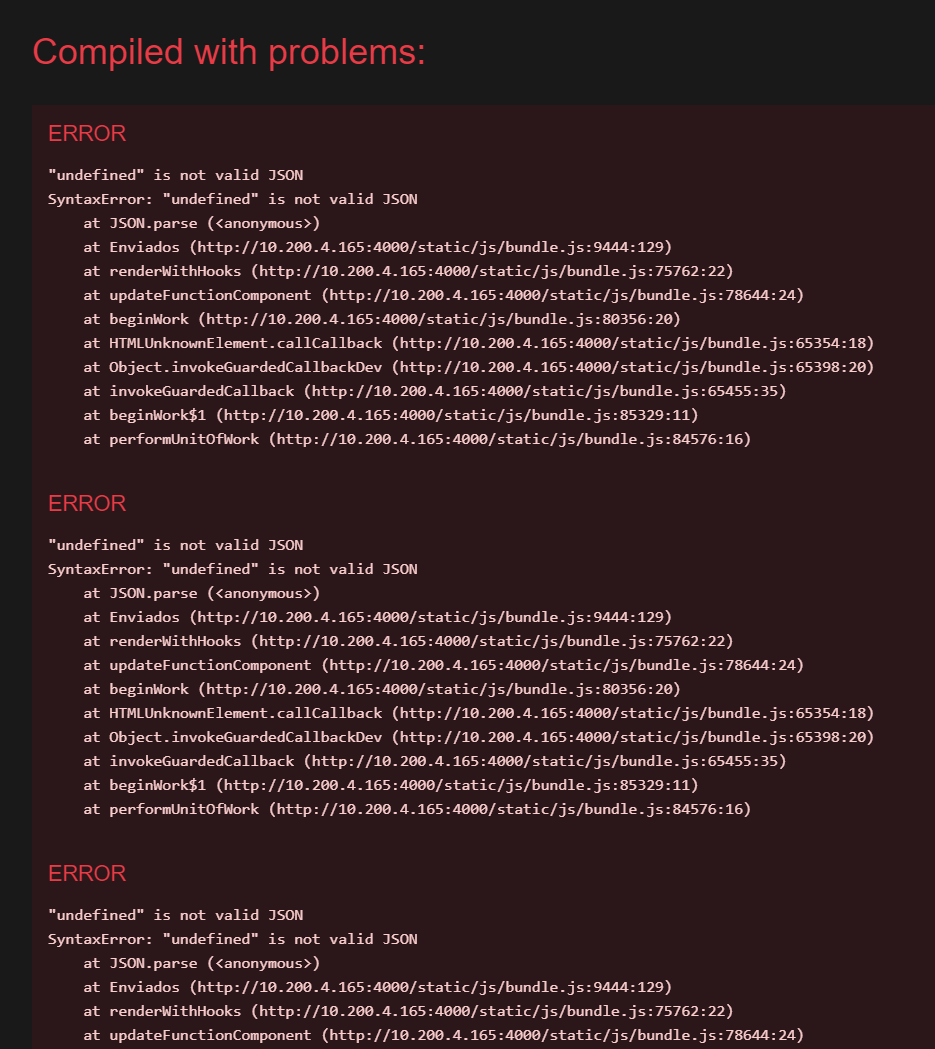 Compiled with problems:
ERROR
"undefined" is not valid JSON
SyntaxError: "undefined" is not valid JSON
at JSON.parse (<anonymous>)
at Enviados (http://10.200.4.165:4000/static/js/bundle.js:9444:129)
at renderWithHooks (http://10.200.4.165:4000/static/js/bundle.js:75762:22)
at updateFunctionComponent (http://10.200.4.165:4000/static/js/bundle.js:78644:24)
at beginWork (http://10.200.4.165:4000/static/js/bundle.js:80356:20)
at HTMLUnknownElement.callCallback (http://10.200.4.165:4000/static/js/bundle.js:65354:18)
at Object.invokeGuardedCallbackDev (http://10.200.4.165:4000/static/js/bundle.js:65398:20)
at invokeGuardedCallback (http://10.200.4.165:4000/static/js/bundle.js:65455:35)
at beginWork$1 (http://10.200.4.165:4000/static/js/bundle.js:85329:11)
at performUnitOfWork (http://10.200.4.165:4000/static/js/bundle.js:84576:16)
ERROR
"undefined" is not valid JSON
SyntaxError: "undefined" is not valid JSON
at JSON.parse (<anonymous>)
at Enviados (http://10.200.4.165:4000/static/js/bundle.js:9444:129)
at renderWithHooks (http://10.200.4.165:4000/static/js/bundle.js:75762:22)
at updateFunctionComponent (http://10.200.4.165:4000/static/js/bundle.js:78644:24)
at beginWork (http://10.200.4.165:4000/static/js/bundle.js:80356:20)
at HTMLUnknownElement.callCallback (http://10.200.4.165:4000/static/js/bundle.js:65354:18)
at Object.invokeGuardedCallbackDev (http://10.200.4.165:4000/static/js/bundle.js:65398:20)
at invokeGuardedCallback (http://10.200.4.165:4000/static/js/bundle.js:65455:35)
at beginWork$1 (http://10.200.4.165:4000/static/js/bundle.js:85329:11)
at performUnitOfWork (http://10.200.4.165:4000/static/js/bundle.js:84576:16)
ERROR
"undefined" is not valid JSON
SyntaxError: "undefined" is not valid JSON
at JSON.parse (<anonymous>)
at Enviados (http://10.200.4.165:4000/static/js/bundle.js:9444:129)
at renderWithHooks (http://10.200.4.165:4000/static/js/bundle.js:75762:22)
at updateFunctionComponent (http://10.200.4.165:4000/static/js/bundle.js:78644:24)